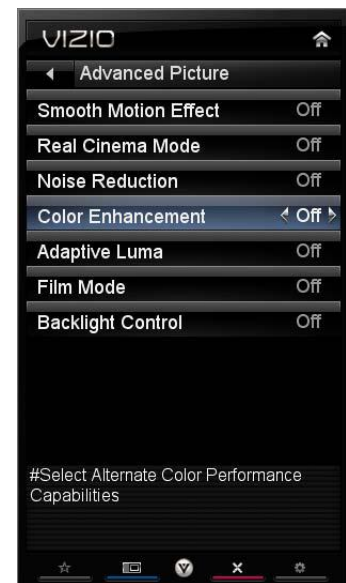 VIZIO
Advanced Picture
Smooth Motion Effect Off
Real Cinema Mode Off
Noise Reduction Off
Color Enhancement Off
Adaptive Luma Off
Film Mode Off
Backlight Control Off
#Select Alternate Color Performance
Capabilities
V